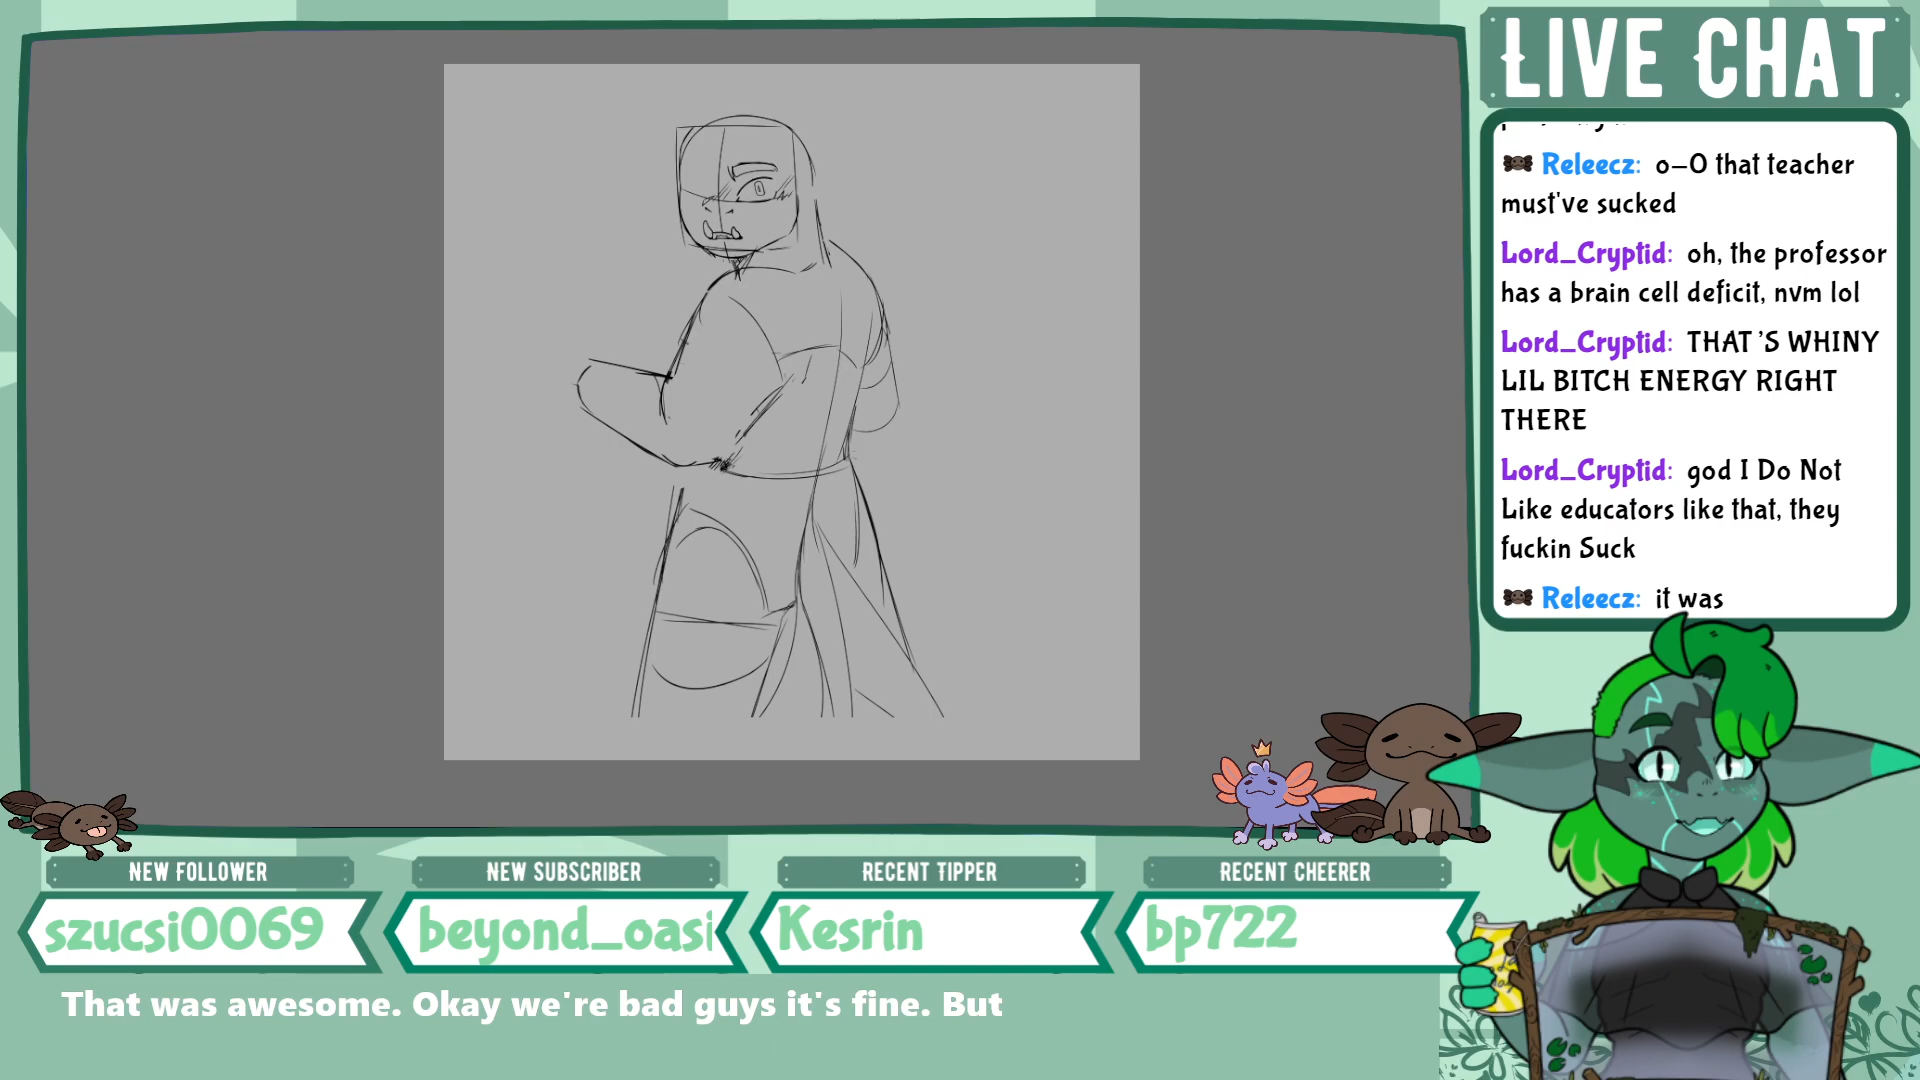 LIVE CHAT
Releecz: o-O that teacher
must've sucked
Lord_Cryptid: oh, the professor
has a brain cell deficit, nvm lol
Lord_Cryptid: THAT'S WHINY
LIL BITCH ENERGY RIGHT
THERE
Lord_Cryptid: god I Do Not
Like educators like that, they
fuckin Suck
Releecz: it was
NEW FOLLOWER
NEW SUBSCRIBER
RECENT TIPPER
RECENT CHEERER
szucsi0069
beyond_oasi
Kesrin
bp722
That was awesome. Okay we're bad guys it's fine. But